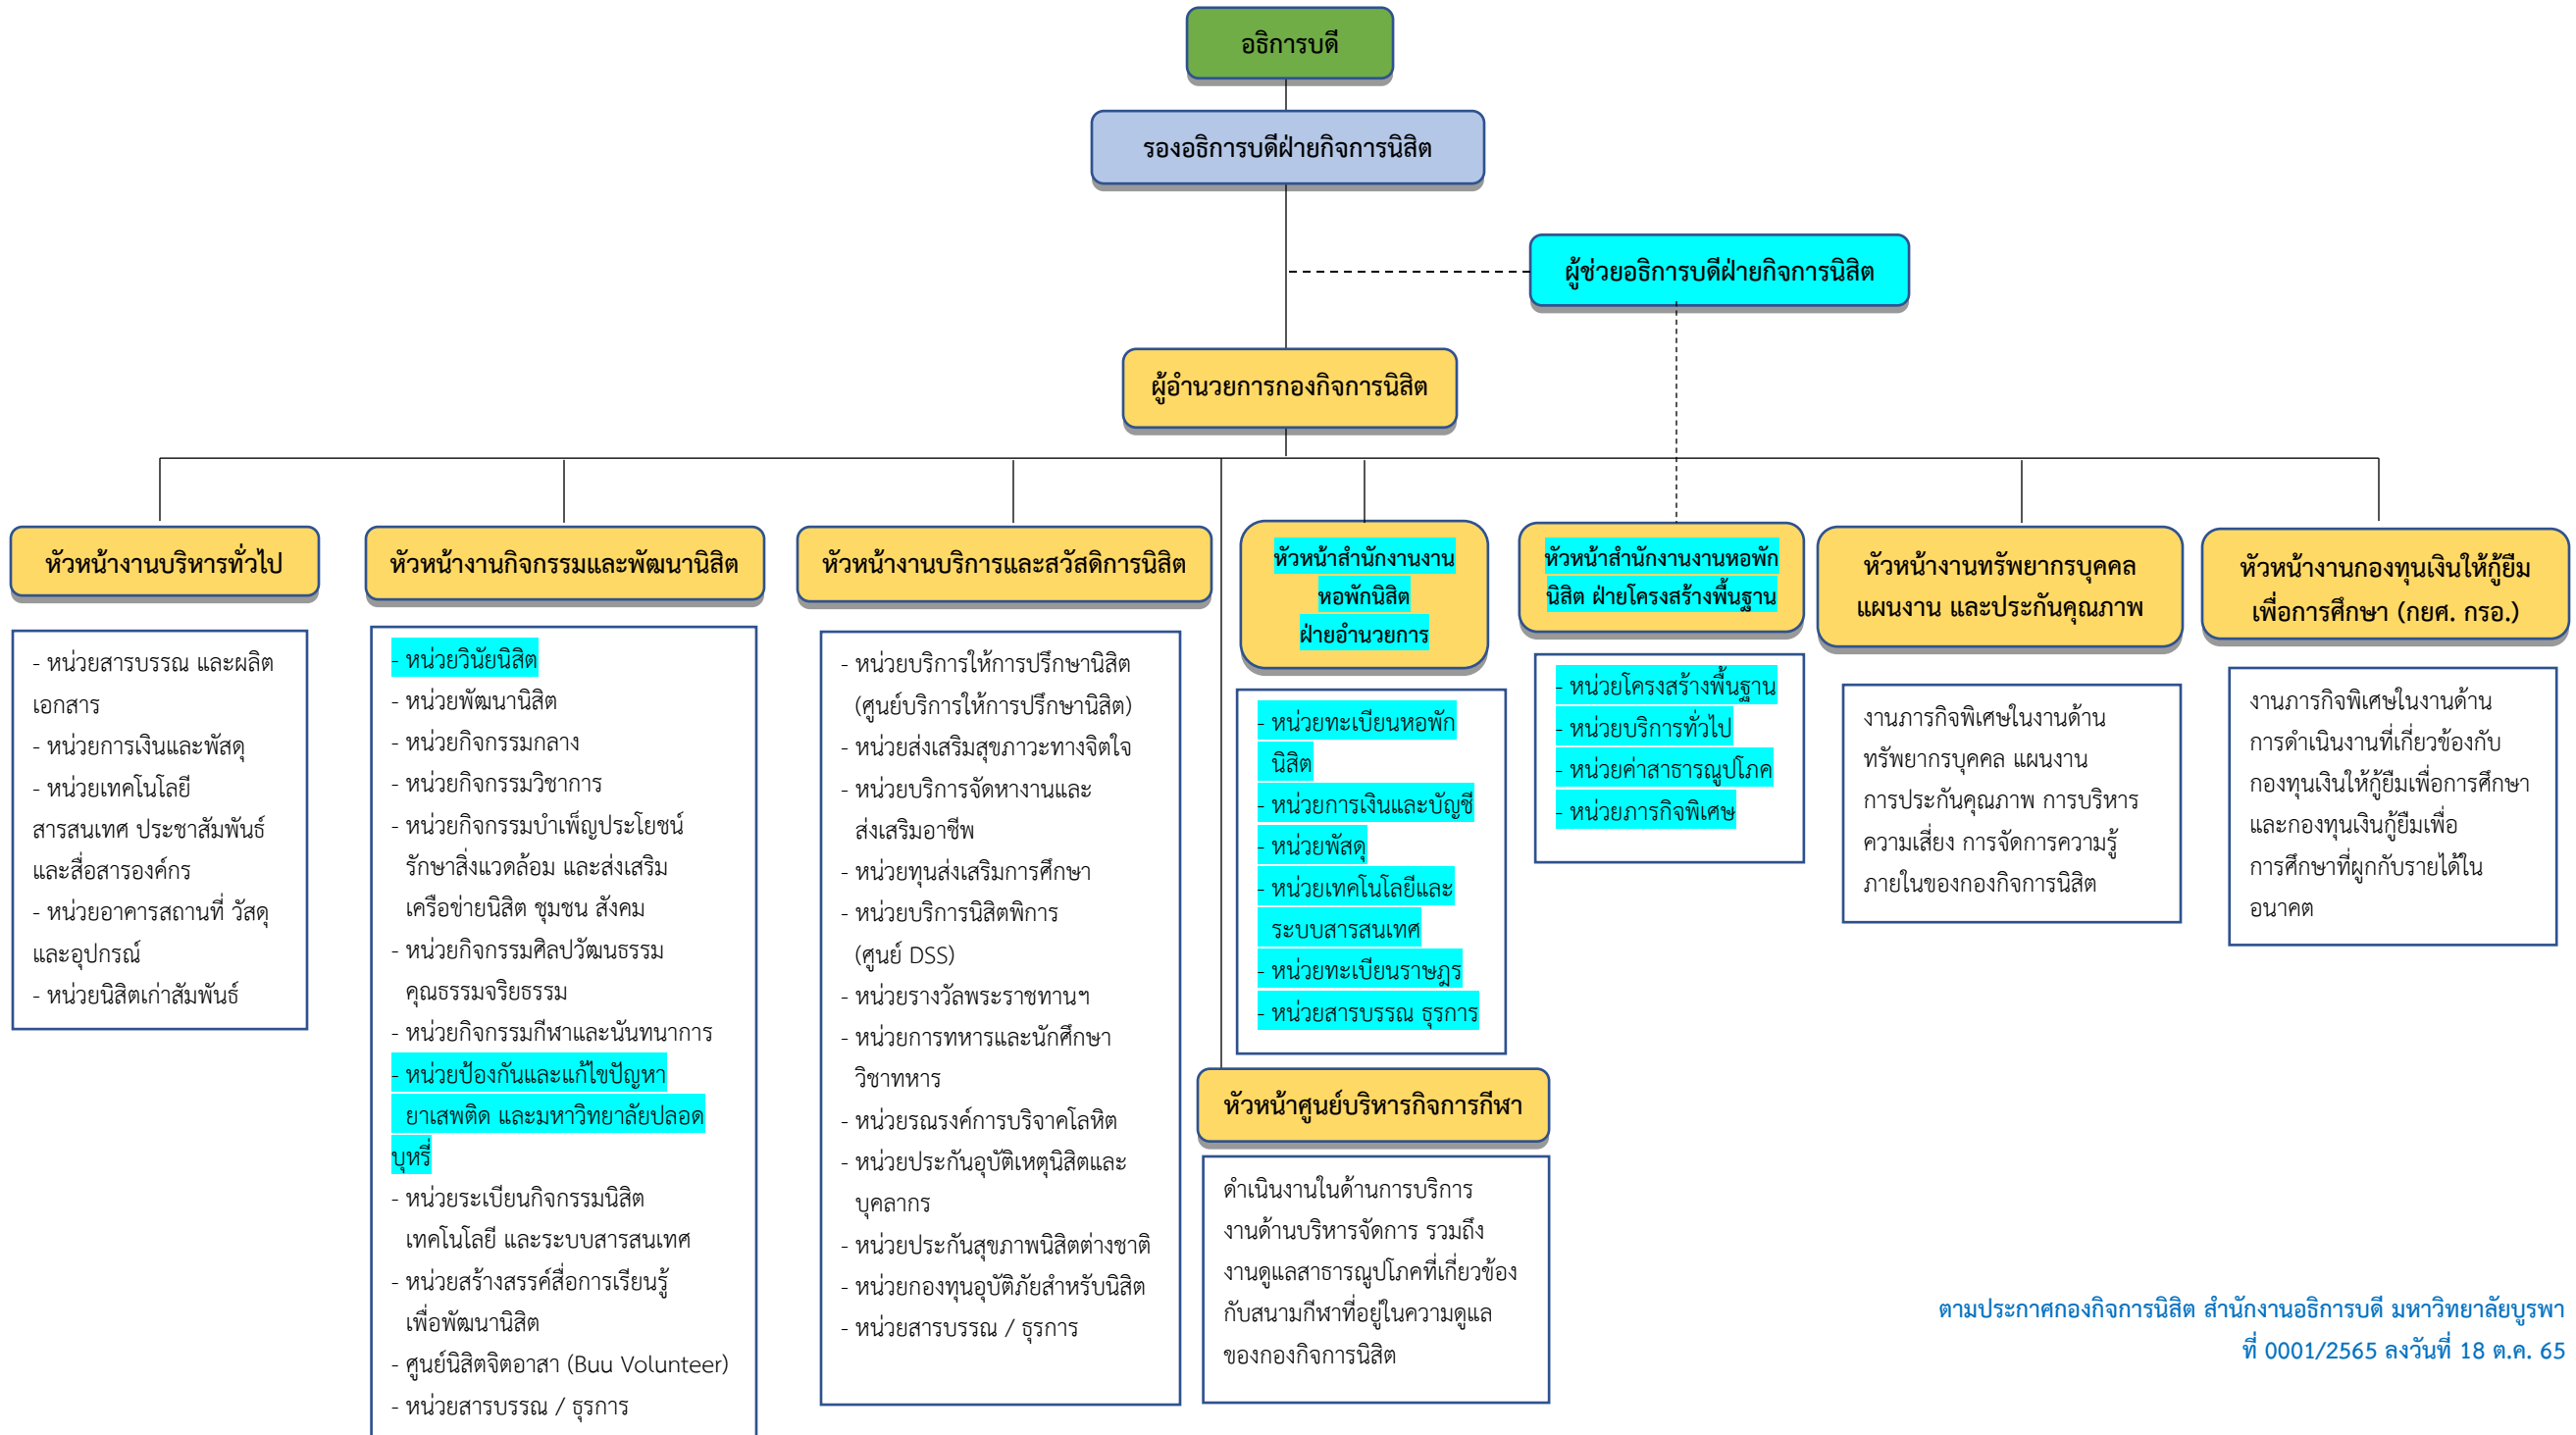 อธิการบดี
รองอธิการบดีฝ่ายกิจการนิสิต
ผู้ช่วยอธิการบดีฝ่ายกิจการนิสิต
ผู้อำนวยการกองกิจการนิสิต
หัวหน้างานบริหารทั่วไป
- หน่วยสารบรรณ และผลิต
เอกสาร
- หน่วยการเงินและพัสดุ
- หน่วยเทคโนโลยี
สารสนเทศ ประชาสัมพันธ์
และสื่อสารองค์กร
- หน่วยอาคารสถานที่ วัสดุ
และอุปกรณ์
- หน่วยนิสิตเก่าสัมพันธ์
หัวหน้างานกิจกรรมและพัฒนานิสิต
- หน่วยวินัยนิสิต
- หน่วยพัฒนานิสิต
- หน่วยกิจกรรมกลาง
- หน่วยกิจกรรมวิชาการ
- หน่วยกิจกรรมบำเพ็ญประโยชน์
รักษาสิ่งแวดล้อม และส่งเสริม
เครือข่ายนิสิต ชุมชน สังคม
- หน่วยกิจกรรมศิลปวัฒนธรรม
คุณธรรมจริยธรรม
- หน่วยกิจกรรมกีฬาและนันทนาการ
- หน่วยป้องกันและแก้ไขปัญหา
ยาเสพติด และมหาวิทยาลัยปลอด
บุหรี่
- หน่วยระเบียนกิจกรรมนิสิต
เทคโนโลยี และระบบสารสนเทศ
- หน่วยสร้างสรรค์สื่อการเรียนรู้
เพื่อพัฒนานิสิต
- ศูนย์นิสิตจิตอาสา (Buu Volunteer)
- หน่วยสารบรรณ / ธุรการ
หัวหน้างานบริการและสวัสดิการนิสิต
- หน่วยบริการให้การปรึกษานิสิต
(ศูนย์บริการให้การปรึกษานิสิต)
- หน่วยส่งเสริมสุขภาวะทางจิตใจ
- หน่วยบริการจัดหางานและ
ส่งเสริมอาชีพ
- หน่วยทุนส่งเสริมการศึกษา
- หน่วยบริการนิสิตพิการ
(ศูนย์ DSS)
- หน่วยรางวัลพระราชทานฯ
- หน่วยการทหารและนักศึกษา
วิชาทหาร
- หน่วยรณรงค์การบริจาคโลหิต
- หน่วยประกันอุบัติเหตุนิสิตและ
บุคลากร
- หน่วยประกันสุขภาพนิสิตต่างชาติ
- หน่วยกองทุนอุบัติภัยสำหรับนิสิต
- หน่วยสารบรรณ / ธุรการ
หัวหน้าสำนักงานงาน
หอพักนิสิต
ฝ่ายอำนวยการ
- หน่วยทะเบียนหอพัก
นิสิต
- หน่วยการเงินและบัญชี
- หน่วยพัสดุ
- หน่วยเทคโนโลยีและ
ระบบสารสนเทศ
- หน่วยทะเบียนราษฎร
- หน่วยสารบรรณ ธุรการ
หัวหน้าศูนย์บริหารกิจการกีฬา
ดำเนินงานในด้านการบริการ
งานด้านบริหารจัดการ รวมถึง
งานดูแลสาธารณูปโภคที่เกี่ยวข้อง
กับสนามกีฬาที่อยู่ในความดูแล
ของกองกิจการนิสิต
หัวหน้าสำนักงานงานหอพัก
นิสิต ฝ่ายโครงสร้างพื้นฐาน
- หน่วยโครงสร้างพื้นฐาน
- หน่วยบริการทั่วไป
- หน่วยค่าสาธารณูปโภค
- หน่วยภารกิจพิเศษ
หัวหน้างานทรัพยากรบุคคล
แผนงาน และประกันคุณภาพ
งานภารกิจพิเศษในงานด้าน
ทรัพยากรบุคคล แผนงาน
การประกันคุณภาพ การบริหาร
ความเสี่ยง การจัดการความรู้
ภายในของกองกิจการนิสิต
หัวหน้างานกองทุนเงินให้กู้ยืม
เพื่อการศึกษา (กยศ. กรอ.)
งานภารกิจพิเศษในงานด้าน
การดำเนินงานที่เกี่ยวข้องกับ
กองทุนเงินให้กู้ยืมเพื่อการศึกษา
และกองทุนเงินกู้ยืมเพื่อ
การศึกษาที่ผูกกับรายได้ใน
อนาคต
ตามประกาศกองกิจการนิสิต สำนักงานอธิการบดี มหาวิทยาลัยบูรพา
ที่ 0001/2565 ลงวันที่ 18 ต.ค. 65